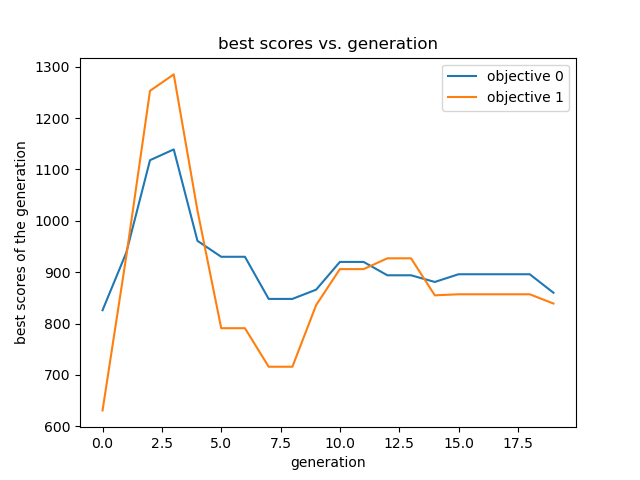 best scores vs. generation
objective 0
objective 1
best scores of the generation
1300
1200
1100
1000
900
800
700
600
0.0 2.5 5.0 7.5 10.0 12.5 15.0 17.5
generation